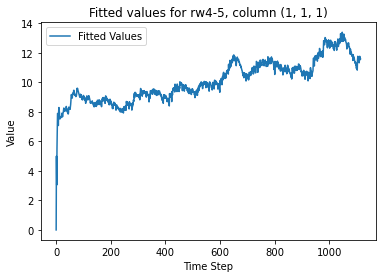 Fitted values for rw4-5, column (1, 1, 1)
Fitted Values
Value
14
12
10
8
6
4
2
0
0 200 400 600 800 1000
Time Step